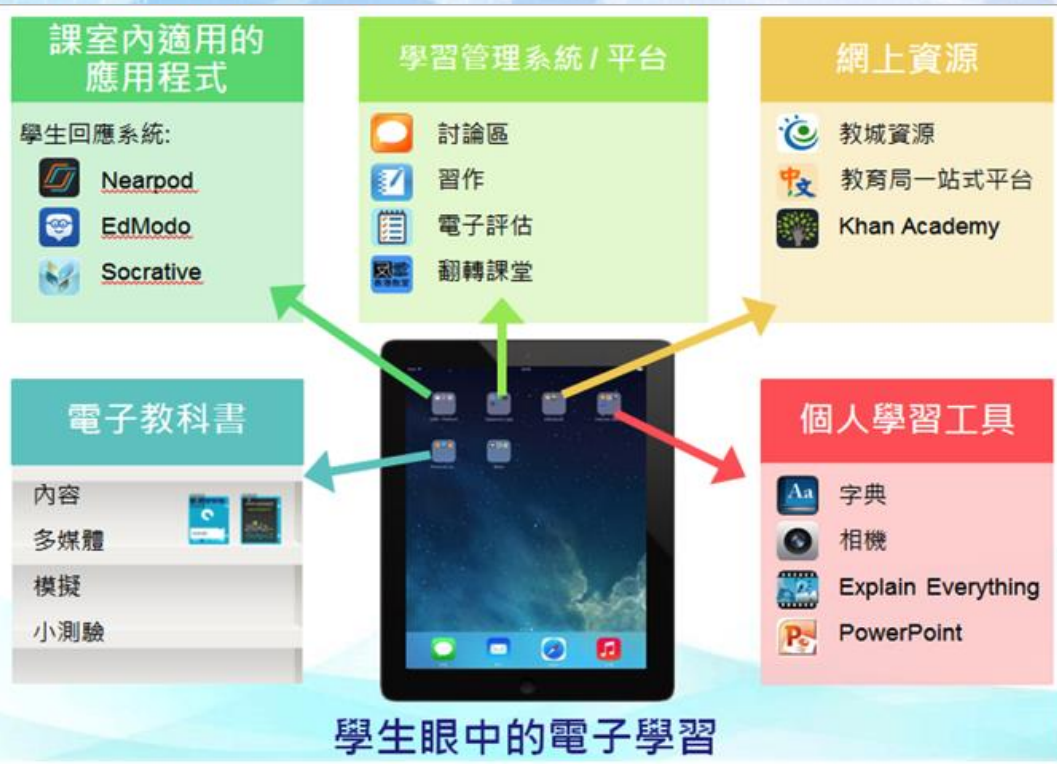 課室內適用的
應用程式
學生回應系統:
Nearpod
EdModo
Socrative
學習管理系統 / 平台
討論區
習作
電子評估
翻轉課堂
網上資源
教城資源
中文
教育局一站式平台
Khan Academy
電子教科書
內容
多媒體
模擬
小測驗
個人學習工具
Aa
字典
相機
Explain Everything
P
PowerPoint
學生眼中的電子學習